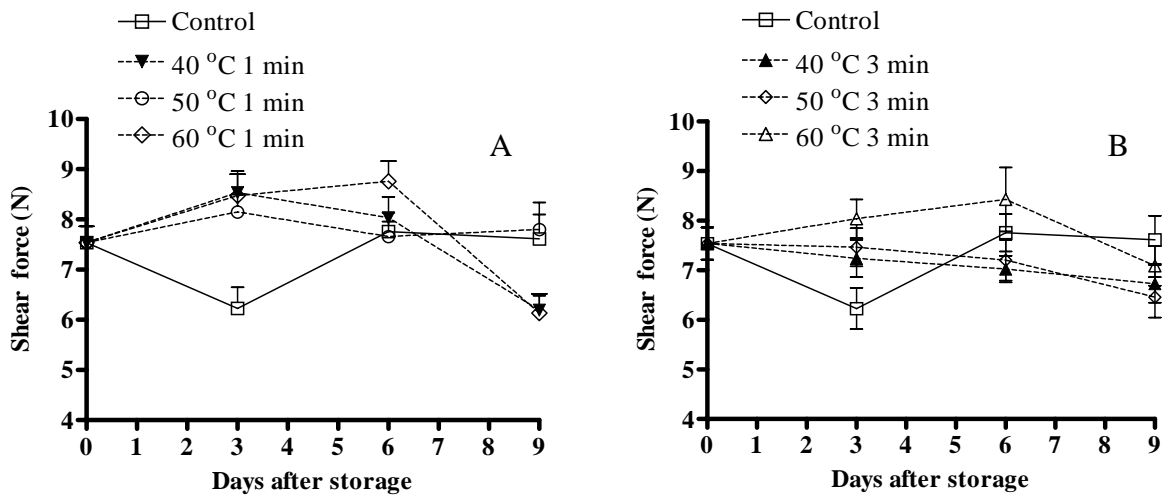 Control
40 °C 1 min
50 °C 1 min
60 °C 1 min
A
10
9
8
7
6
5
4
Shear force (N)
0 1 2 3 4 5 6 7 8 9
Days after storage
Control
40 °C 3 min
50 °C 3 min
60 °C 3 min
B
10
9
8
7
6
5
4
Shear force (N)
0 1 2 3 4 5 6 7 8 9
Days after storage